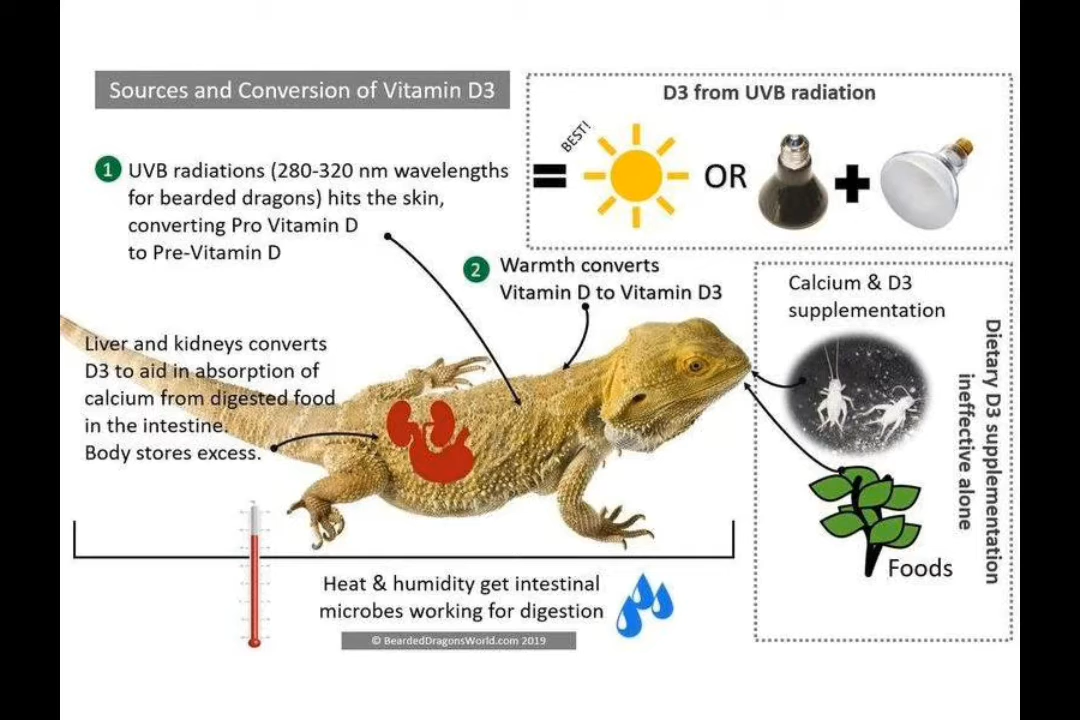 Sources and Conversion of Vitamin D3
D3 from UVB radiation
BEST!
OR
1
UVB radiations (280-320 nm wavelengths
for bearded dragons) hits the skin,
converting Pro Vitamin D
to Pre-Vitamin D
2
Warmth converts
Vitamin D to Vitamin D3
Calcium & D3
supplementation
Dietary D3 supplementation
ineffective alone
Foods
Liver and kidneys converts
D3 to aid in absorption of
calcium from digested food
in the intestine.
Body stores excess.
Heat & humidity get intestinal
microbes working for digestion
© BeardedDragonsWorld.com 2019